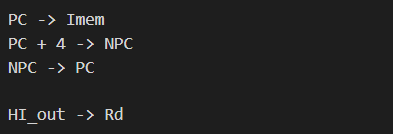 PC -> Imem
PC + 4 -> NPC
NPC -> PC
HI_out -> Rd